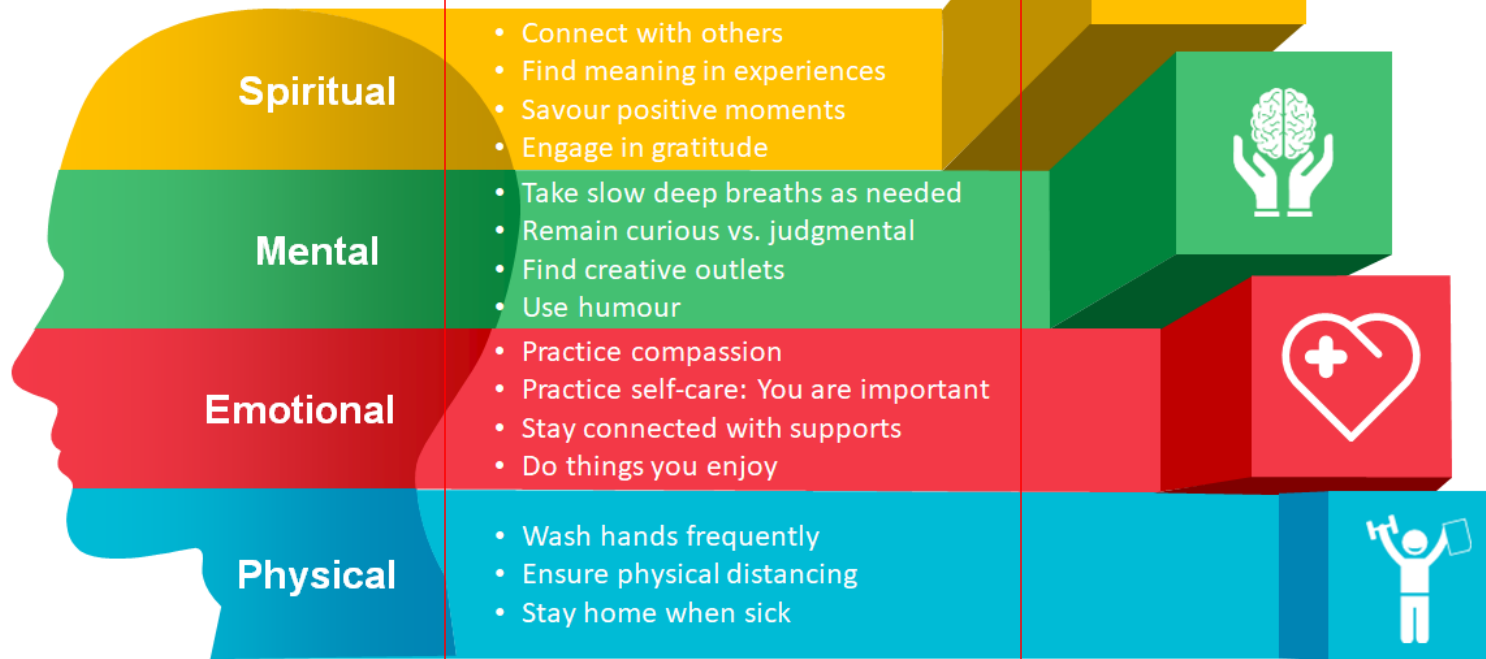 Spiritual
• Connect with others
• Find meaning in experiences
• Savour positive moments
• Engage in gratitude
Mental
• Take slow deep breaths as needed
• Remain curious vs. judgmental
• Find creative outlets
• Use humour
Emotional
• Practice compassion
• Practice self-care: You are important
• Stay connected with supports
• Do things you enjoy
Physical
• Wash hands frequently
• Ensure physical distancing
• Stay home when sick